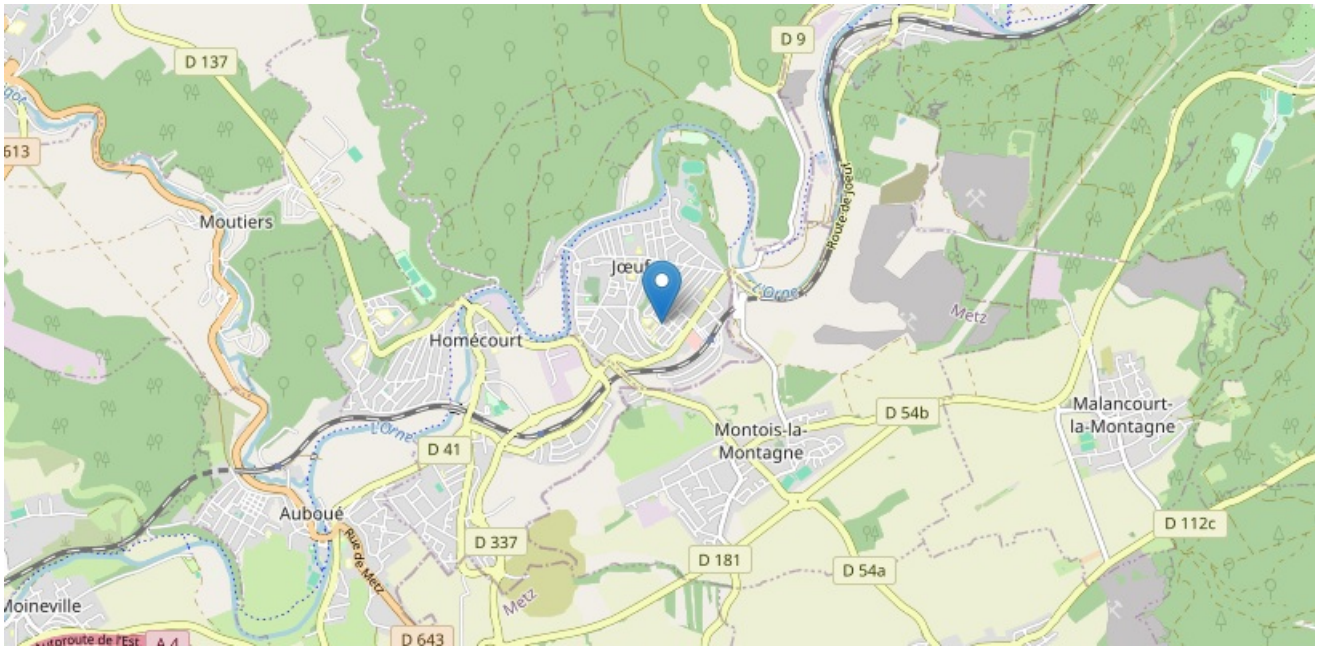 D 9
D 137
613
Moutiers
Route de Joeuf
Jœuf
L'Orne
Metz
Homécourt
D 54b
Malancourt-
la-Montagne
L'Orne
D 41
Montois-la-
Montagne
Auboué
D 112c
D 337
Rue de Metz
D 181
D 54a
Moineville
Metz
D 643
Autoroute de l'Est
A 4